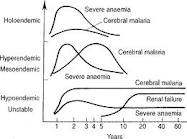 Severe anaemia
Holoendemic
Cerebral malaria
Hyperendemic
Mesoendemic
Cerebral malaria
Severe anaemia
Cerebral malaria
Hypoendemic
Renal failure
Unstable
Severe anaemia
1 2 3 4 5 10 20 40 60
Years